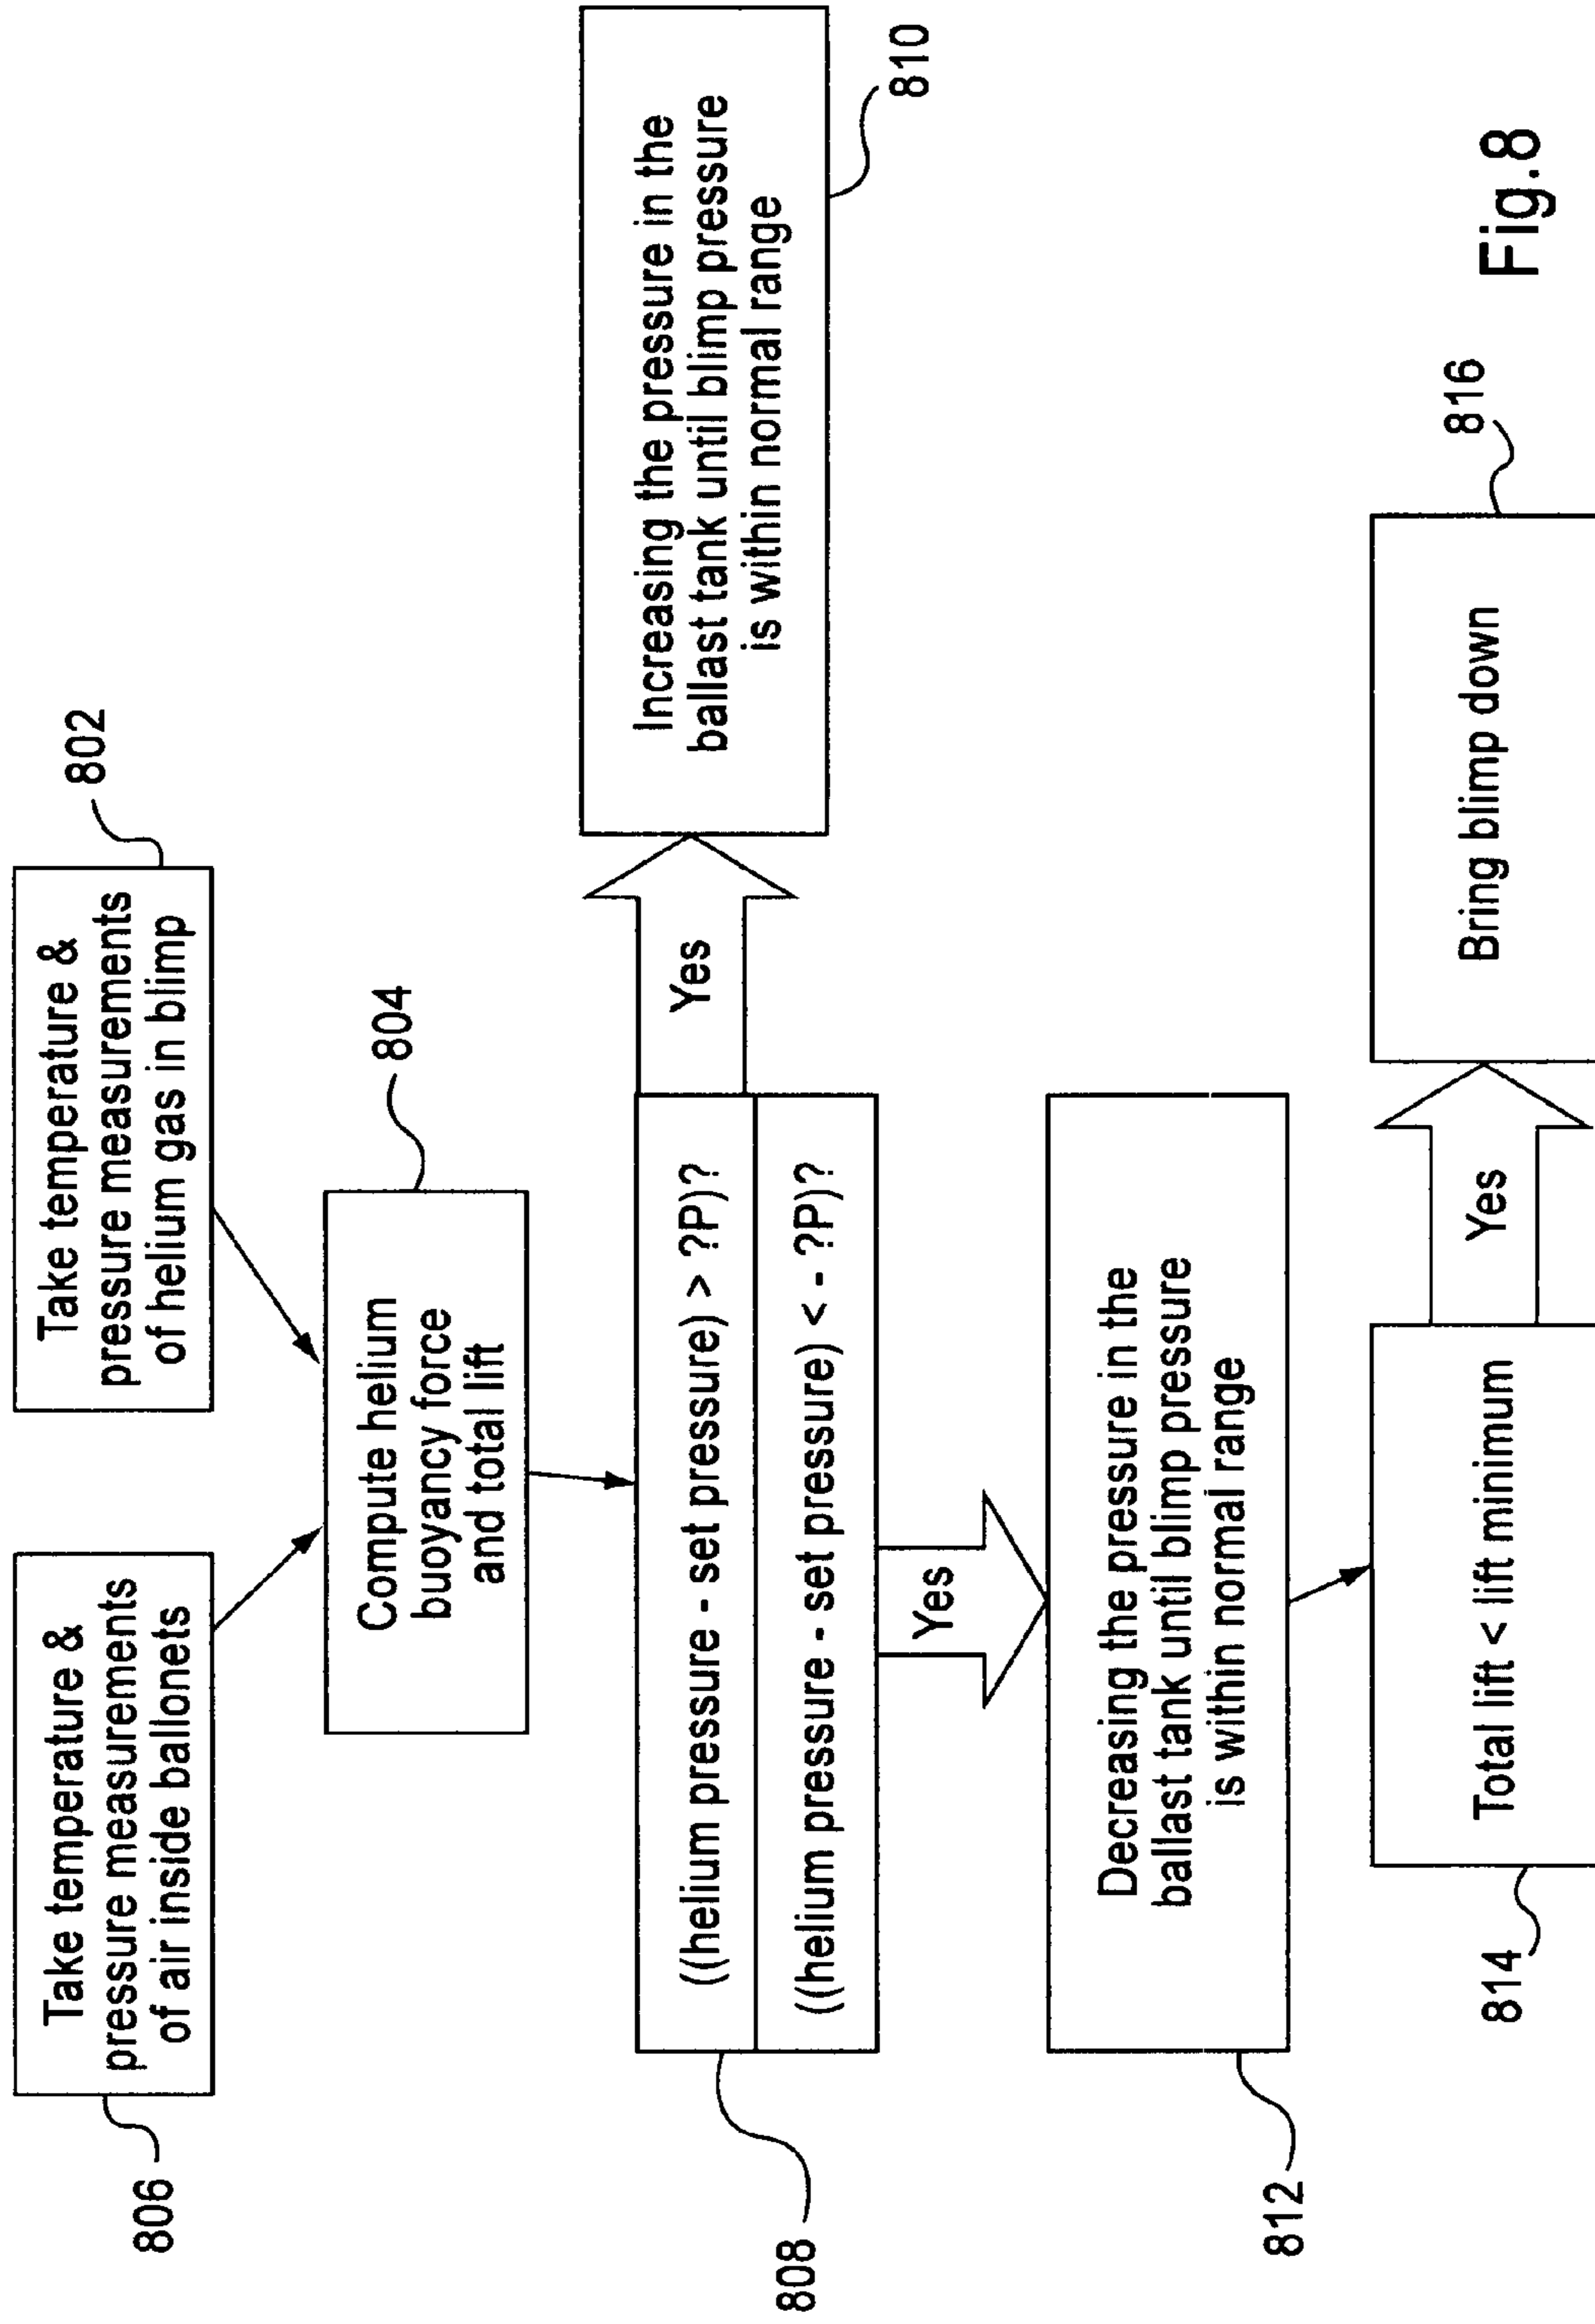 Take temperature &
pressure measurements
of air inside ballonets
806
Take temperature &
pressure measurements
of helium gas in blimp
802
Compute helium
buoyancy force
and total lift
804
((helium pressure - set pressure) > ?P)?
((helium pressure - set pressure) < - ?P)?
808
Yes
Increasing the pressure in the
ballast tank until blimp pressure
is within normal range
810
Yes
Decreasing the pressure in the
ballast tank until blimp pressure
is within normal range
812
Total lift < lift minimum
814
Yes
Bring blimp down
816
Fig.8